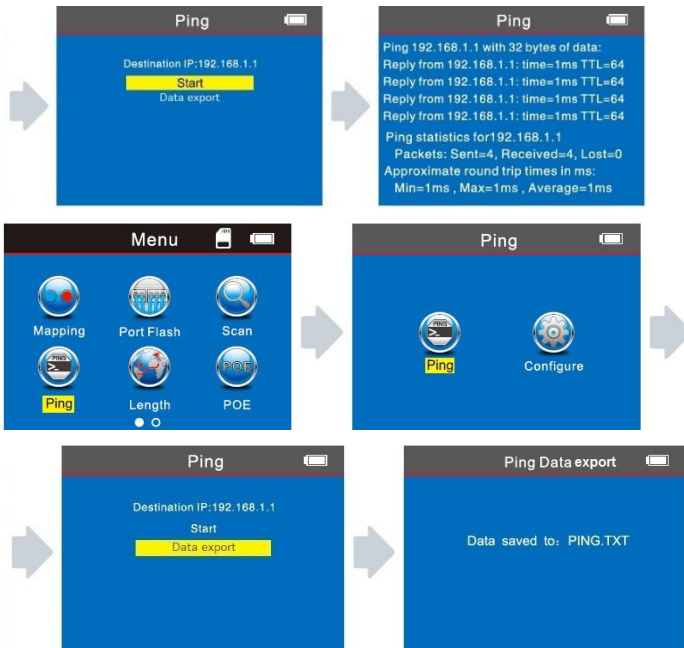 Ping
Destination IP:192.168.1.1
Start
Data export
Ping
Ping 192.168.1.1 with 32 bytes of data:
Reply from 192.168.1.1: time=1ms TTL=64
Reply from 192.168.1.1: time=1ms TTL=64
Reply from 192.168.1.1: time=1ms TTL=64
Reply from 192.168.1.1: time=1ms TTL=64
Ping statistics for192.168.1.1
Packets: Sent=4, Received=4, Lost=0
Approximate round trip times in ms:
Min=1ms , Max=1ms , Average=1ms
Menu
Mapping Port Flash Scan
PING POE
Ping Length POE
Ping
PING
Ping Configure
Ping
Destination IP:192.168.1.1
Start
Data export
Ping Data export
Data saved to: PING.TXT